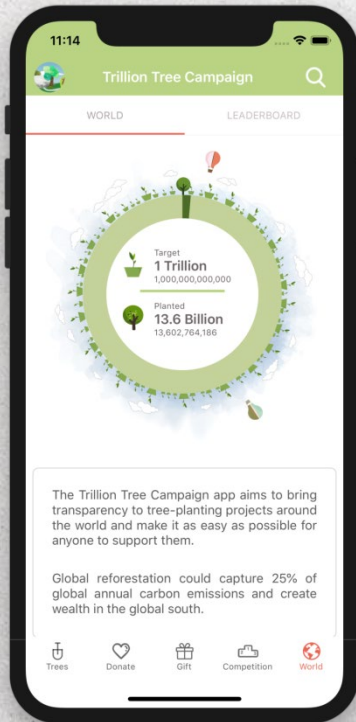 11:14
Trillion Tree Campaign
WORLD
LEADERBOARD
Target
1 Trillion
1,000,000,000,000
Planted
13.6 Billion
13,602,764,186
The Trillion Tree Campaign app aims to bring
transparency to tree-planting projects around
the world and make it as easy as possible for
anyone to support them.
Global reforestation could capture 25% of
global annual carbon emissions and create
wealth in the global south.
Trees
Donate
Gift
Competition
World